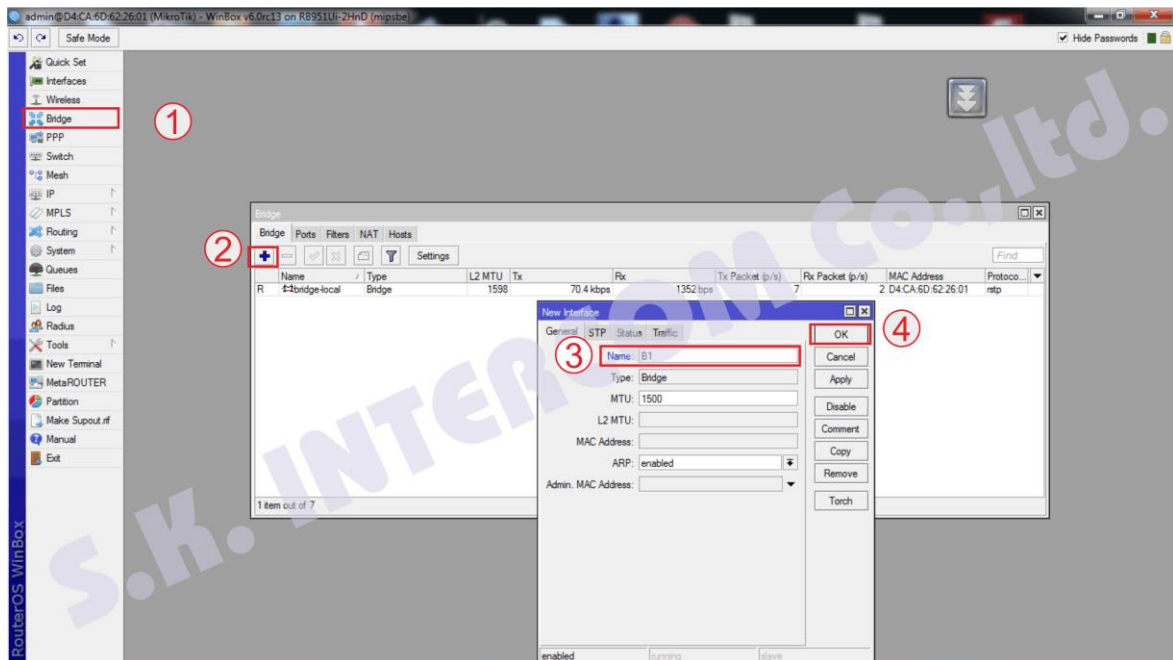 admin@D4:CA:6D:62:26:01 (MikroTik) - WinBox v6.0rc13 on RB951Ui-2HnD (mipsbe)
Safe Mode
Hide Passwords
Quick Set
Interfaces
Wireless
Bridge
1
PPP
Switch
Mesh
IP
MPLS
Routing
System
Queues
Files
Log
Radius
Tools
New Terminal
MetaROUTER
Partition
Make Supout.rif
Manual
Exit
RouterOS WinBox
Bridge
Bridge Ports Filters NAT Hosts
2
Settings
Find
Name / Type L2 MTU Tx Rx Tx Packet (p/s) Rx Packet (p/s) MAC Address Protoco...
R bridge-local Bridge 1598 70.4 kbps 1352 bps 7 2 D4:CA:6D:62:26:01 rstp
1 item out of 7
New Interface
General STP Status Traffic
3
Name: B1
Type: Bridge
MTU: 1500
L2 MTU:
MAC Address:
ARP: enabled
Admin. MAC Address:
OK
4
Cancel
Apply
Disable
Comment
Copy
Remove
Torch
enabled running slave
S.K. INTERCOM Co.,ltd.